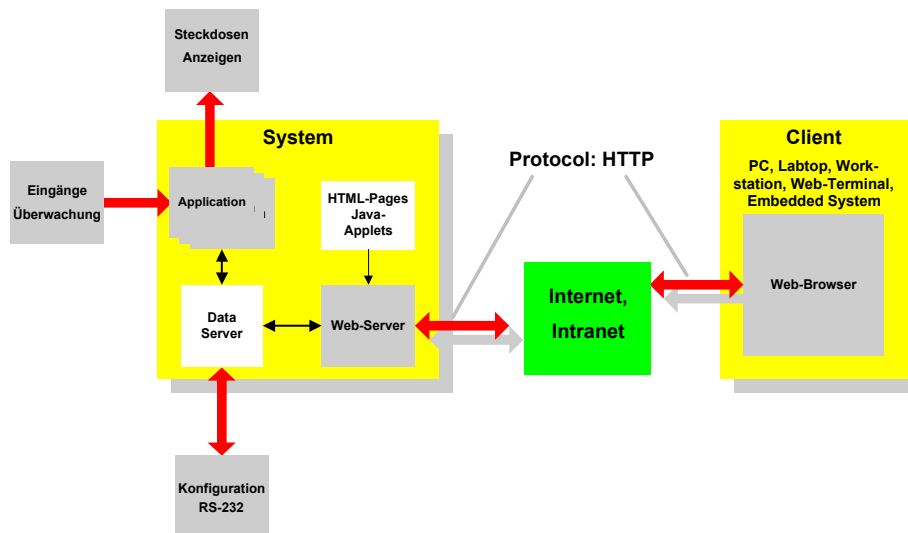 Steckdosen
Anzeigen
System
Client
Protocol: HTTP
PC, Labtop, Work-
station, Web-Terminal,
Embedded System
Eingänge
Überwachung
Application
HTML-Pages
Java-
Applets
Web-Browser
Internet,
Intranet
Data
Server
Web-Server
Konfiguration
RS-232